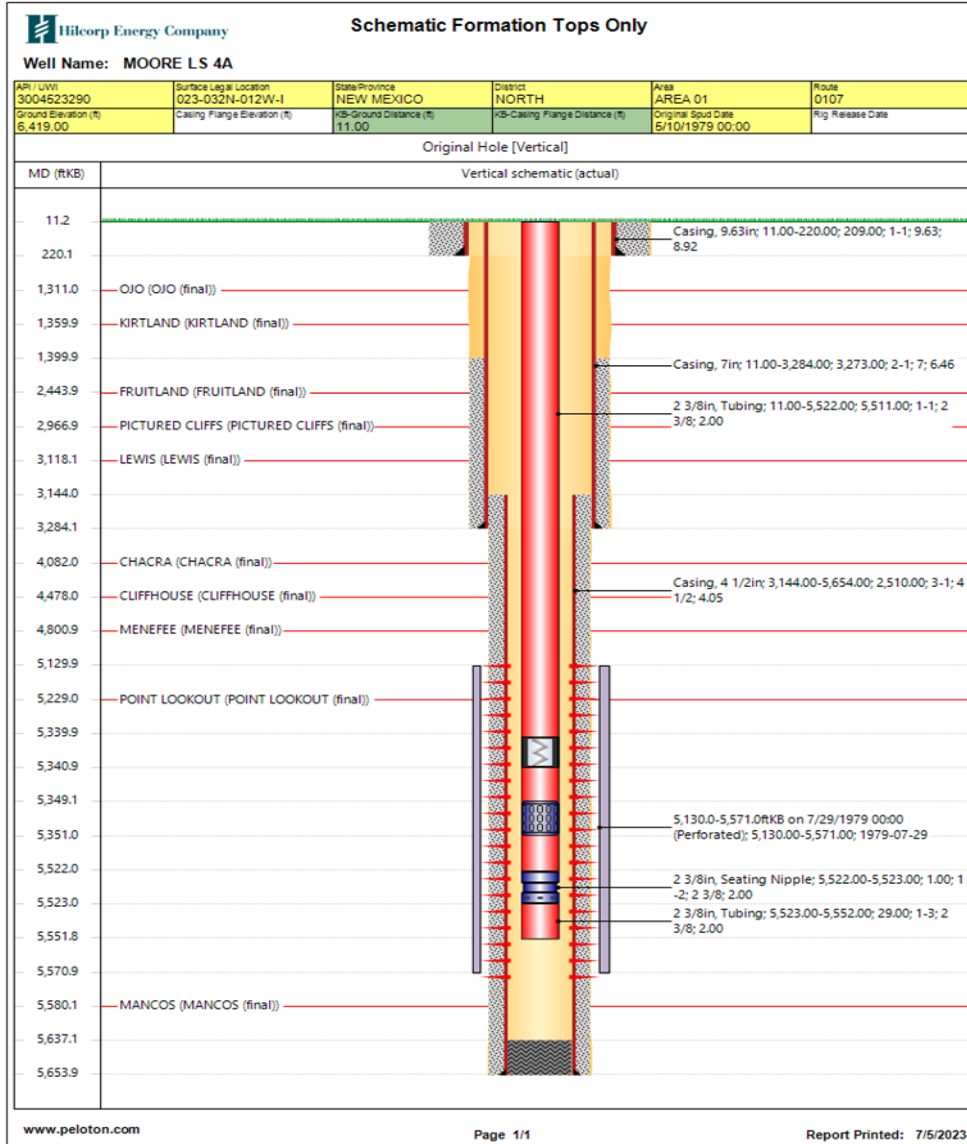 Hilcorp Energy Company
Schematic Formation Tops Only
Well Name: MOORE LS 4A
API / UWI
3004523290
Surface Legal Location
023-032N-012W-I
State/Province
NEW MEXICO
District
NORTH
Area
AREA 01
Route
0107
Ground Elevation (ft)
6,419.00
Casing Flange Elevation (ft)
KB-Ground Distance (ft)
11.00
KB-Casing Flange Distance (ft)
Original Spud Date
5/10/1979 00:00
Rig Release Date
Original Hole [Vertical]
MD (ftKB)
Vertical schematic (actual)
11.2
Casing, 9.63in; 11.00-220.00; 209.00; 1-1; 9.63;
8.92
220.1
1,311.0
OJO (OJO (final))
1,359.9
KIRTLAND (KIRTLAND (final))
1,399.9
Casing, 7in; 11.00-3,284.00; 3,273.00; 2-1; 7; 6.46
2,443.9
FRUITLAND (FRUITLAND (final))
2 3/8in, Tubing; 11.00-5,522.00; 5,511.00; 1-1; 2
3/8; 2.00
2,966.9
PICTURED CLIFFS (PICTURED CLIFFS (final))
3,118.1
LEWIS (LEWIS (final))
3,144.0
3,284.1
4,082.0
CHACRA (CHACRA (final))
4,478.0
CLIFFHOUSE (CLIFFHOUSE (final))
Casing, 4 1/2in; 3,144.00-5,654.00; 2,510.00; 3-1; 4
1/2; 4.05
4,800.9
MENEFEE (MENEFEE (final))
5,129.9
5,229.0
POINT LOOKOUT (POINT LOOKOUT (final))
5,339.9
5,340.9
5,349.1
5,351.0
5,130.0-5,571.0ftKB on 7/29/1979 00:00
(Perforated); 5,130.00-5,571.00; 1979-07-29
5,522.0
2 3/8in, Seating Nipple; 5,522.00-5,523.00; 1.00; 1
-2; 2 3/8; 2.00
5,523.0
2 3/8in, Tubing; 5,523.00-5,552.00; 29.00; 1-3; 2
3/8; 2.00
5,551.8
5,570.9
5,580.1
MANCOS (MANCOS (final))
5,637.1
5,653.9
www.peloton.com
Page 1/1
Report Printed: 7/5/2023